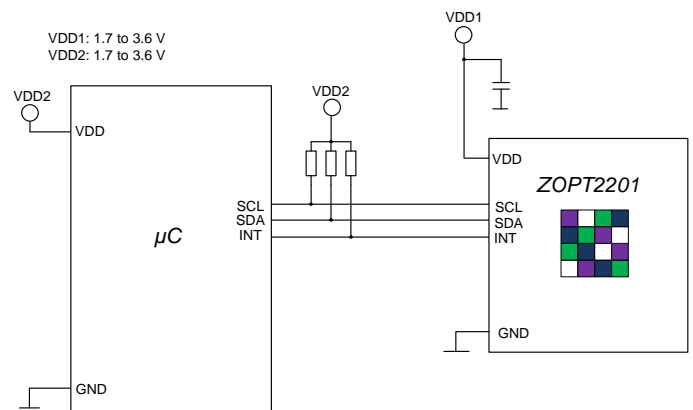 VDD1
VDD1: 1.7 to 3.6 V
VDD2: 1.7 to 3.6 V
VDD2
VDD2
VDD
VDD
ZOPT2201
SCL
SDA
INT
µC
SCL
SDA
INT
GND
GND